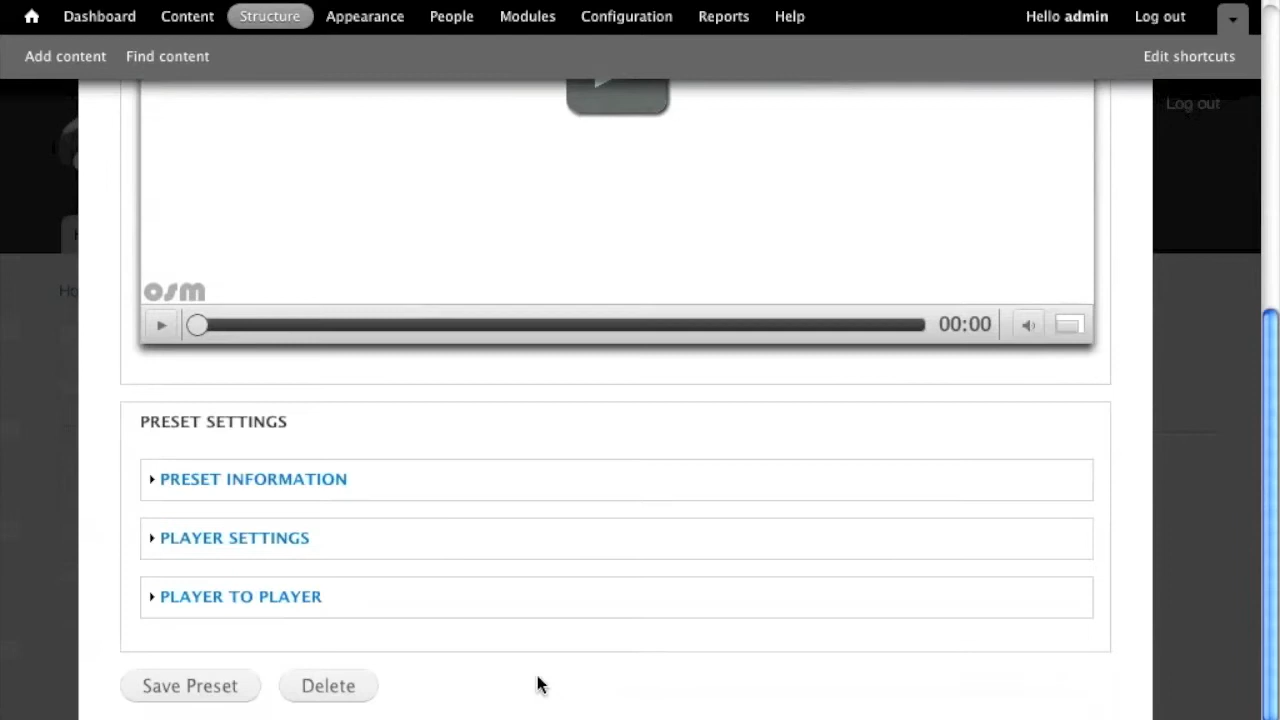 Dashboard Content Structure Appearance People Modules Configuration Reports Help Hello admin Log out
Add content Find content Edit shortcuts
Log out
Ho
osm
00:00
PRESET SETTINGS
PRESET INFORMATION
PLAYER SETTINGS
PLAYER TO PLAYER
Save Preset Delete